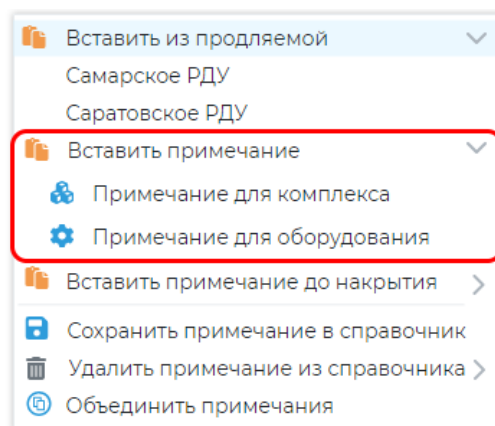 Вставить из продляемой
Самарское РДУ
Саратовское РДУ
Вставить примечание
Примечание для комплекса
Примечание для оборудования
Вставить примечание до накрытия
Сохранить примечание в справочник
Удалить примечание из справочника
Объединить примечания